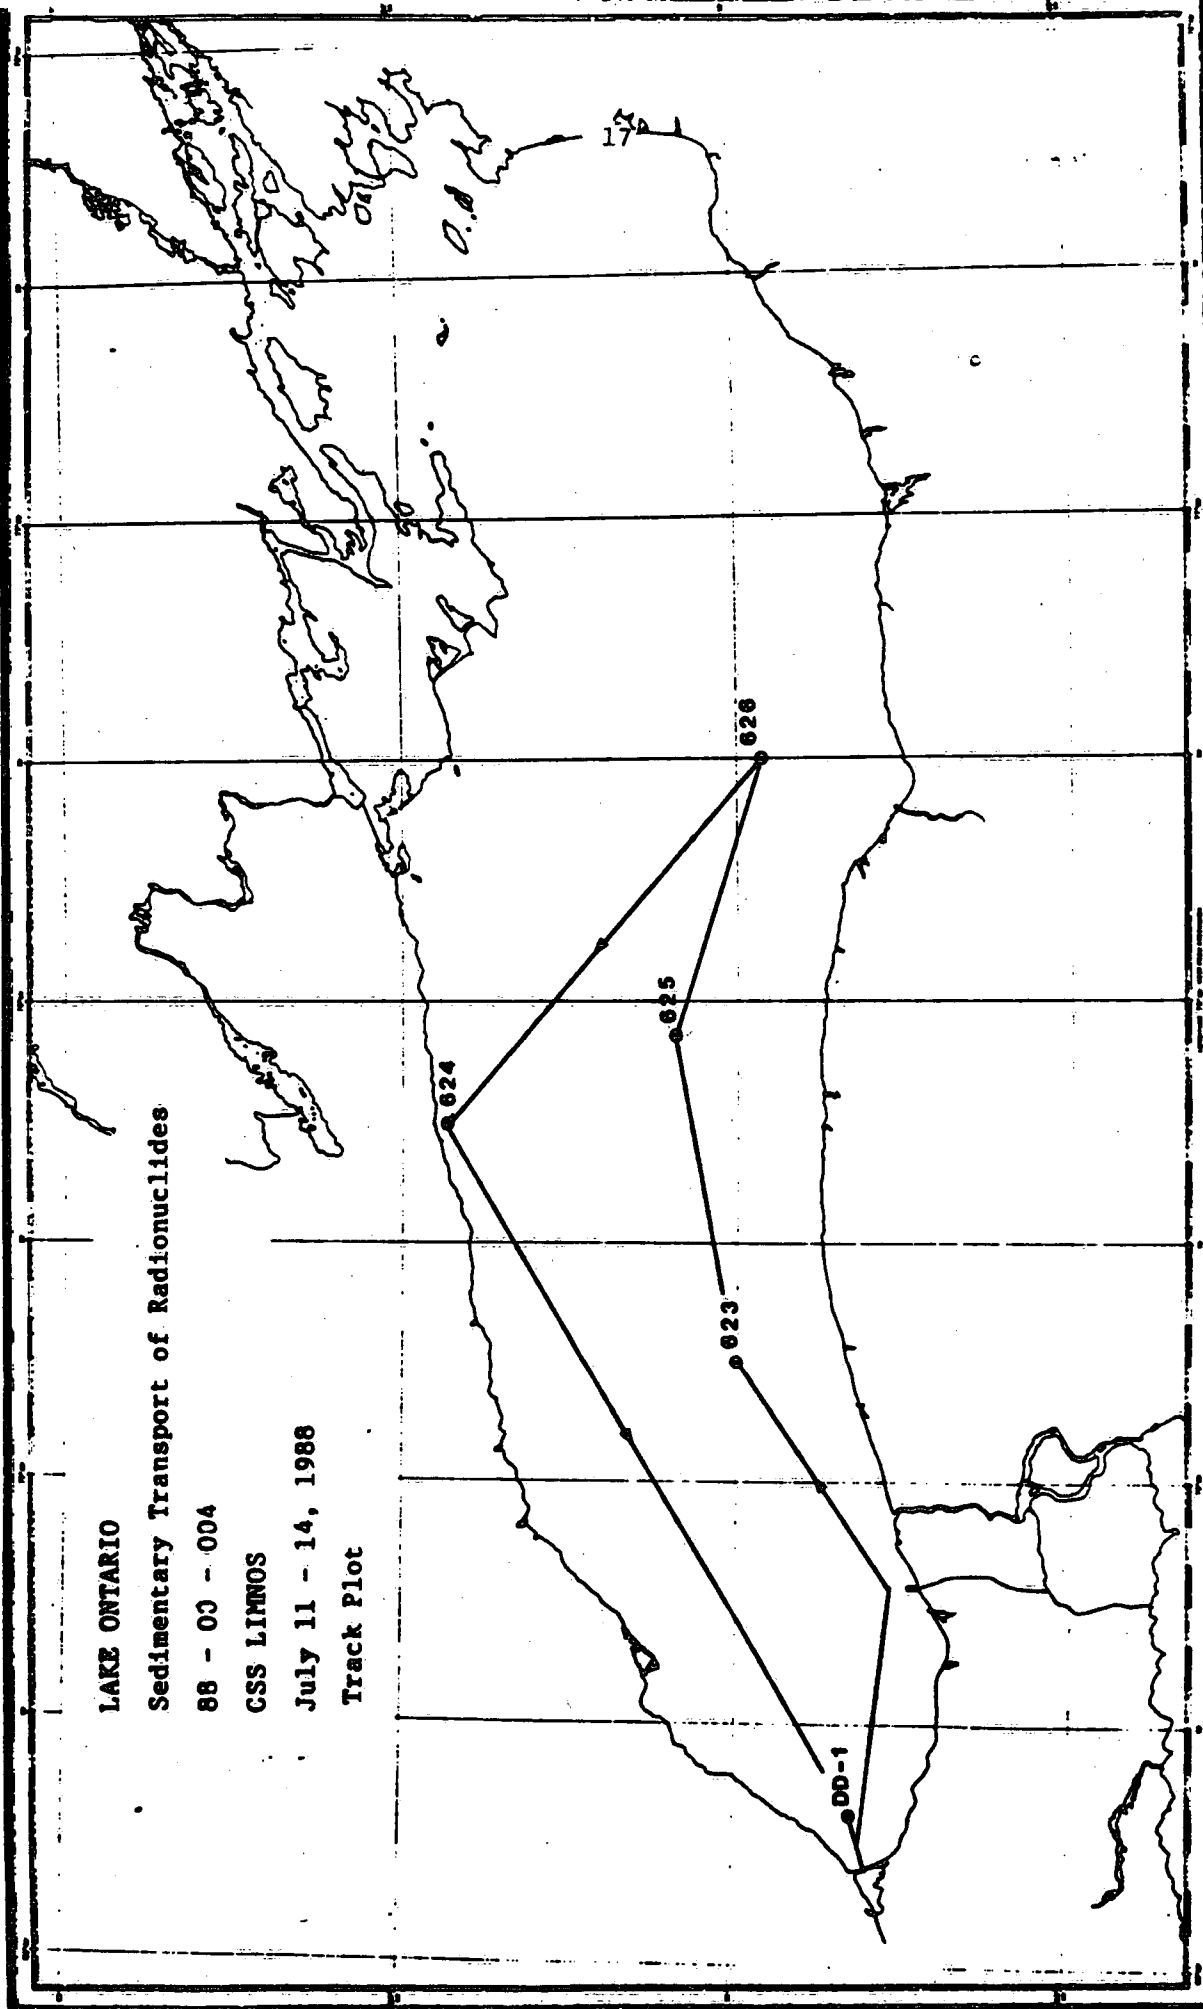 LAKE ONTARIO
Sedimentary Transport of Radionuclides
88 - 00 - 004
CSS LIMNOS
July 11 - 14, 1988
Track Plot
DD-1
623
624
625
626
17